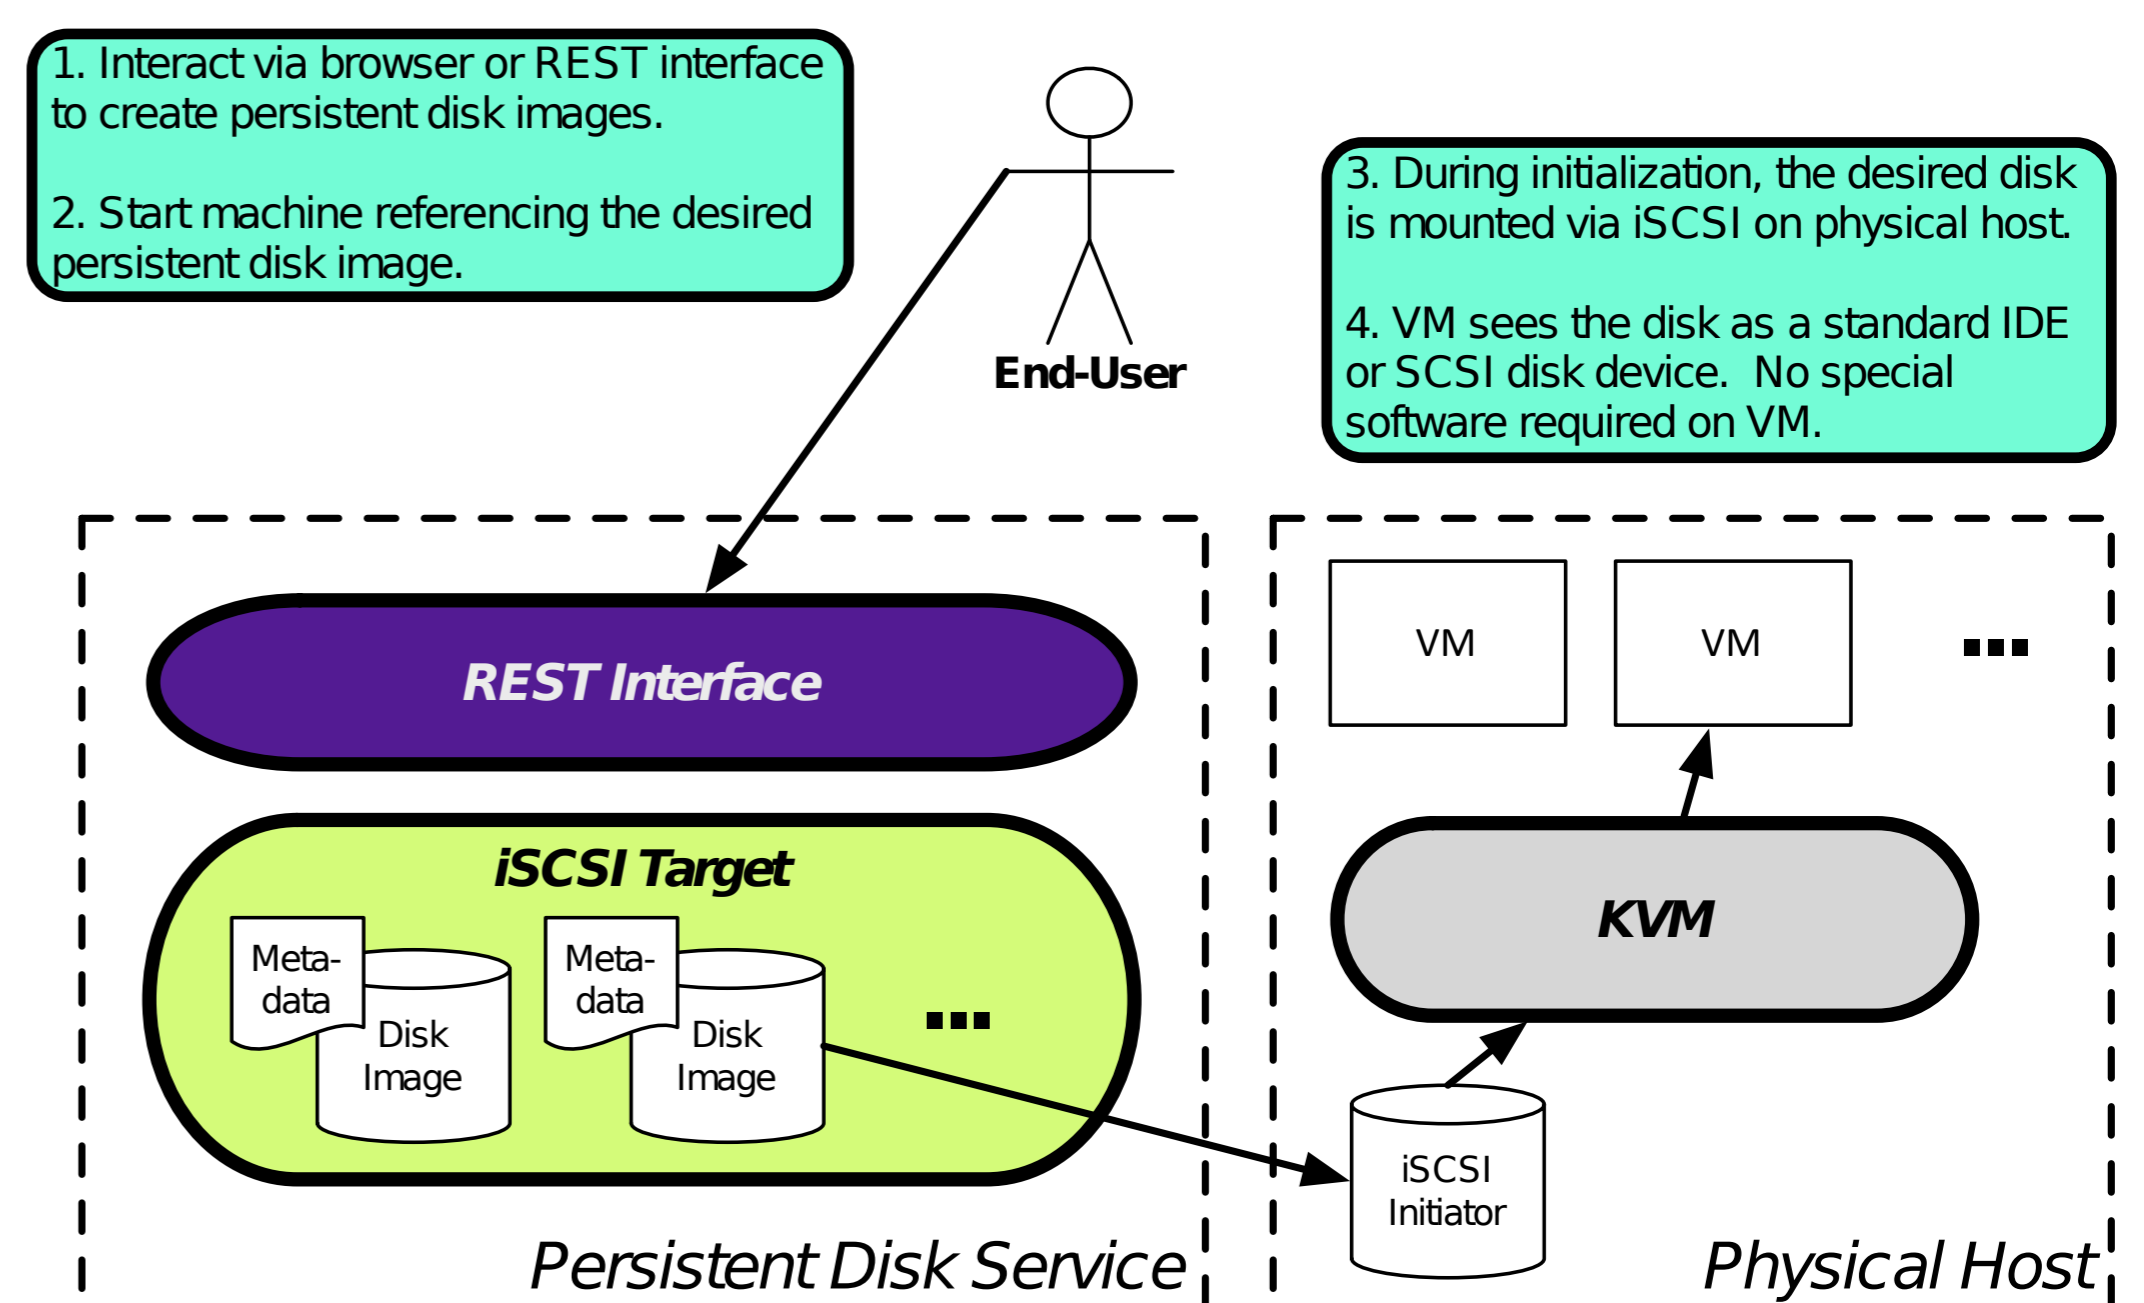 1. Interact via browser or REST interface
to create persistent disk images.
2. Start machine referencing the desired
persistent disk image.
End-User
3. During initialization, the desired disk
is mounted via iSCSI on physical host.
4. VM sees the disk as a standard IDE
or SCSI disk device. No special
software required on VM.
REST Interface
iSCSI Target
Meta-
data
Disk
Image
Meta-
data
Disk
Image
...
Persistent Disk Service
VM
VM
...
KVM
iSCSI
Initiator
Physical Host